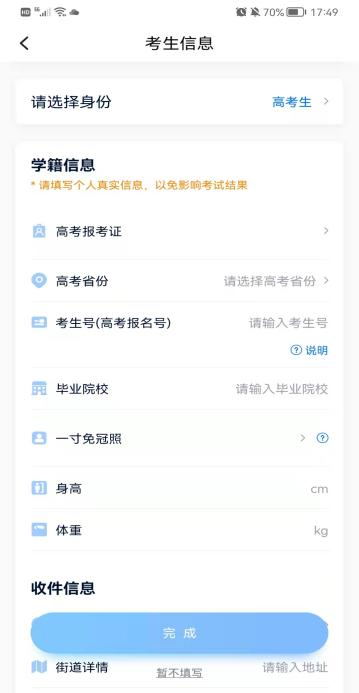 HD 5G 70% 17:49
考生信息
请选择身份 高考生
学籍信息
* 请填写个人真实信息，以免影响考试结果
高考报考证
高考省份 请选择高考省份
考生号(高考报名号) 请输入考生号
? 说明
毕业院校 请输入毕业院校
一寸免冠照 ?
身高 cm
体重 kg
收件信息
完成
街道详情 请输入地址
暂不填写